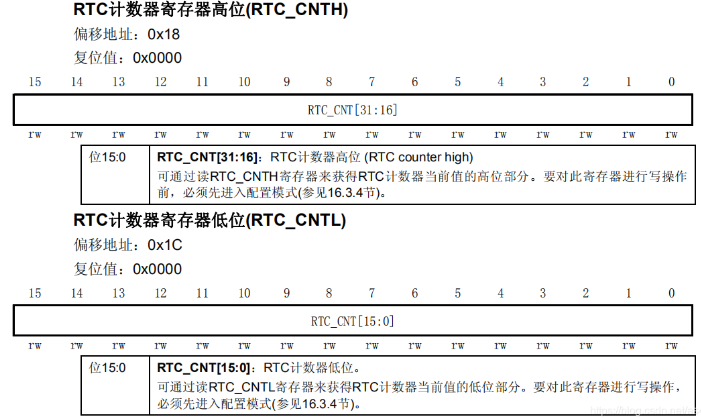 RTC计数器寄存器高位(RTC_CNTH)
偏移地址：0x18
复位值：0x0000
15 14 13 12 11 10 9 8 7 6 5 4 3 2 1 0
RTC_CNT[31:16]
rw rw rw rw rw rw rw rw rw rw rw rw rw rw rw rw
位15:0 RTC_CNT[31:16]：RTC计数器高位 (RTC counter high)
可通过读RTC_CNTH寄存器来获得RTC计数器当前值的高位部分。要对此寄存器进行写操作
前，必须先进入配置模式(参见16.3.4节)。
RTC计数器寄存器低位(RTC_CNTL)
偏移地址：0x1C
复位值：0x0000
15 14 13 12 11 10 9 8 7 6 5 4 3 2 1 0
RTC_CNT[15:0]
rw rw rw rw rw rw rw rw rw rw rw rw rw rw rw rw
位15:0 RTC_CNT[15:0]：RTC计数器低位。
可通过读RTC_CNTL寄存器来获得RTC计数器当前值的低位部分。要对此寄存器进行写操作，
必须先进入配置模式(参见16.3.4节)。